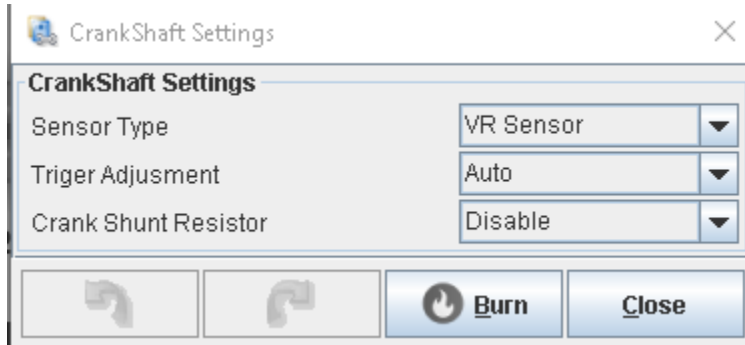 CrankShaft Settings
CrankShaft Settings
Sensor Type VR Sensor
Triger Adjusment Auto
Crank Shunt Resistor Disable
Burn Close